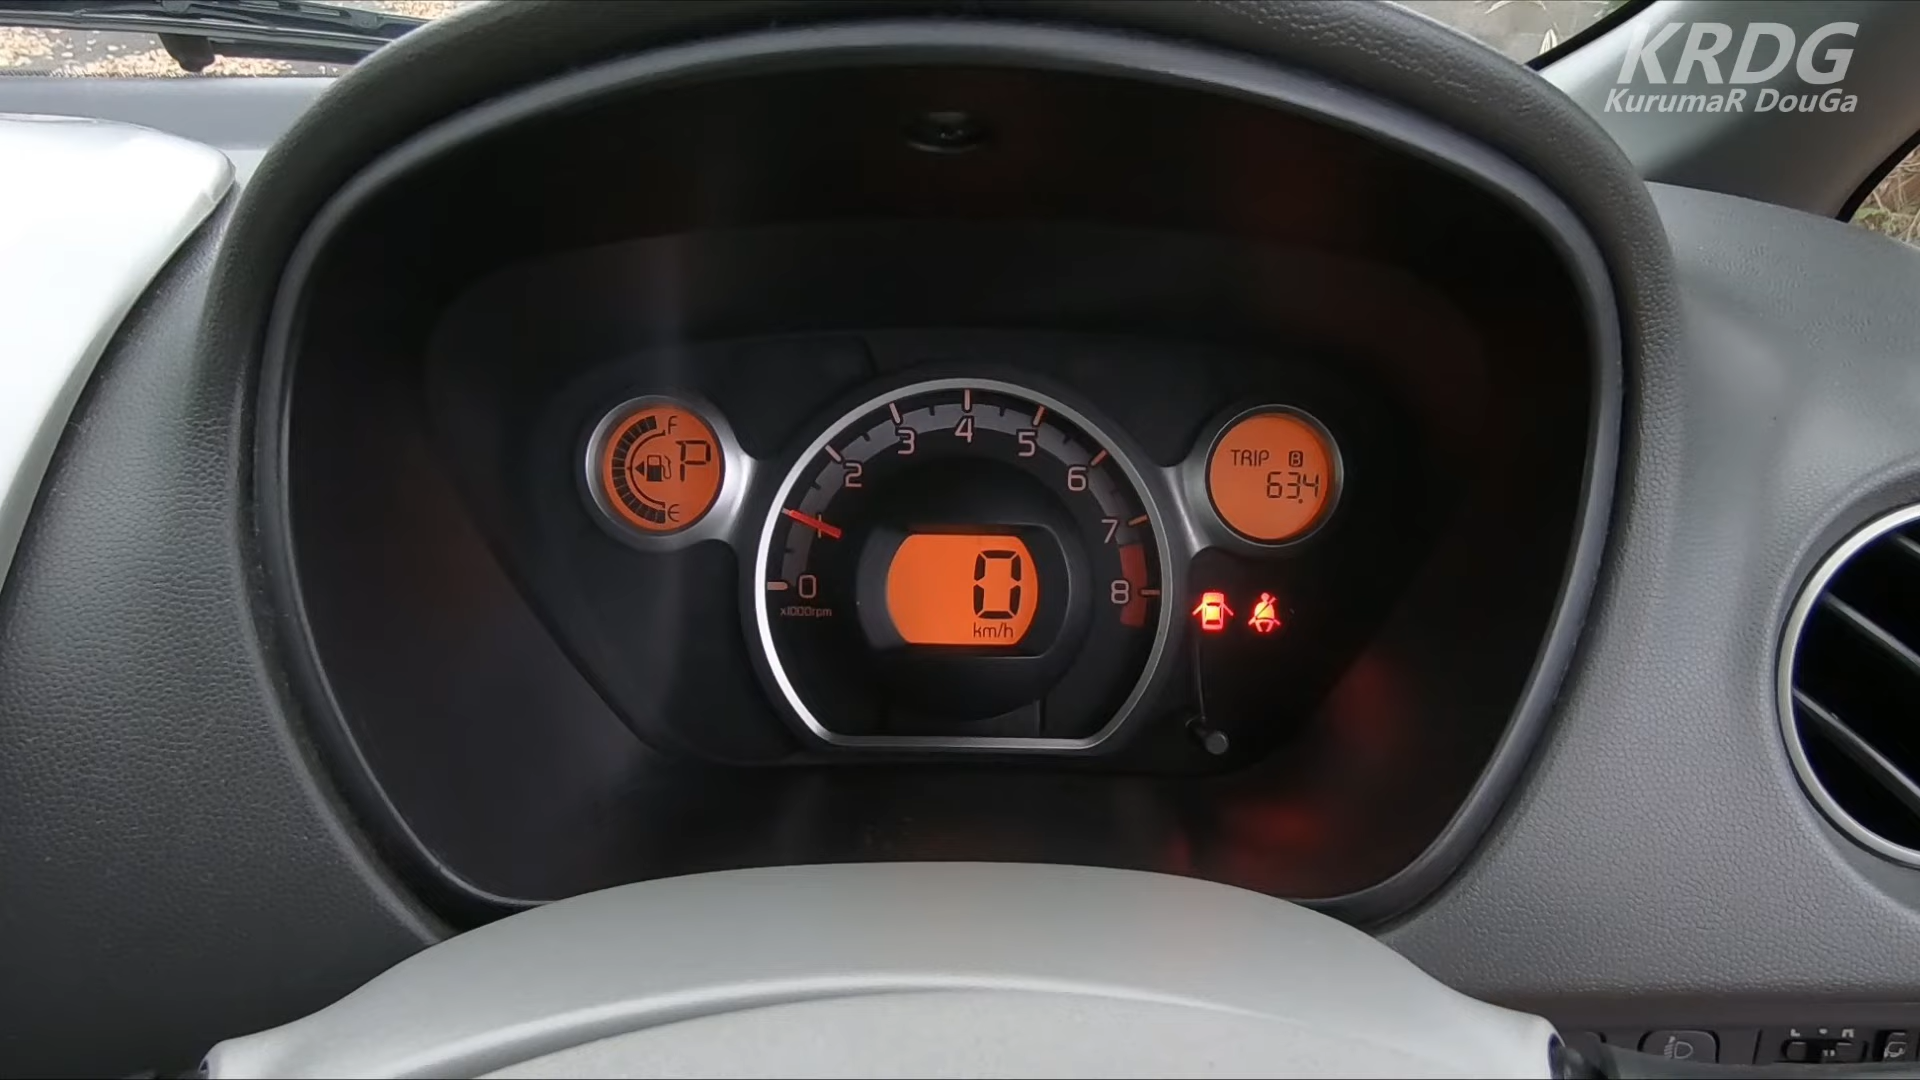 KRDG
KurumaR DouGa
F
P
E
TRIP B
63.4
0 1 2 3 4 5 6 7 8
x1000rpm
0
km/h